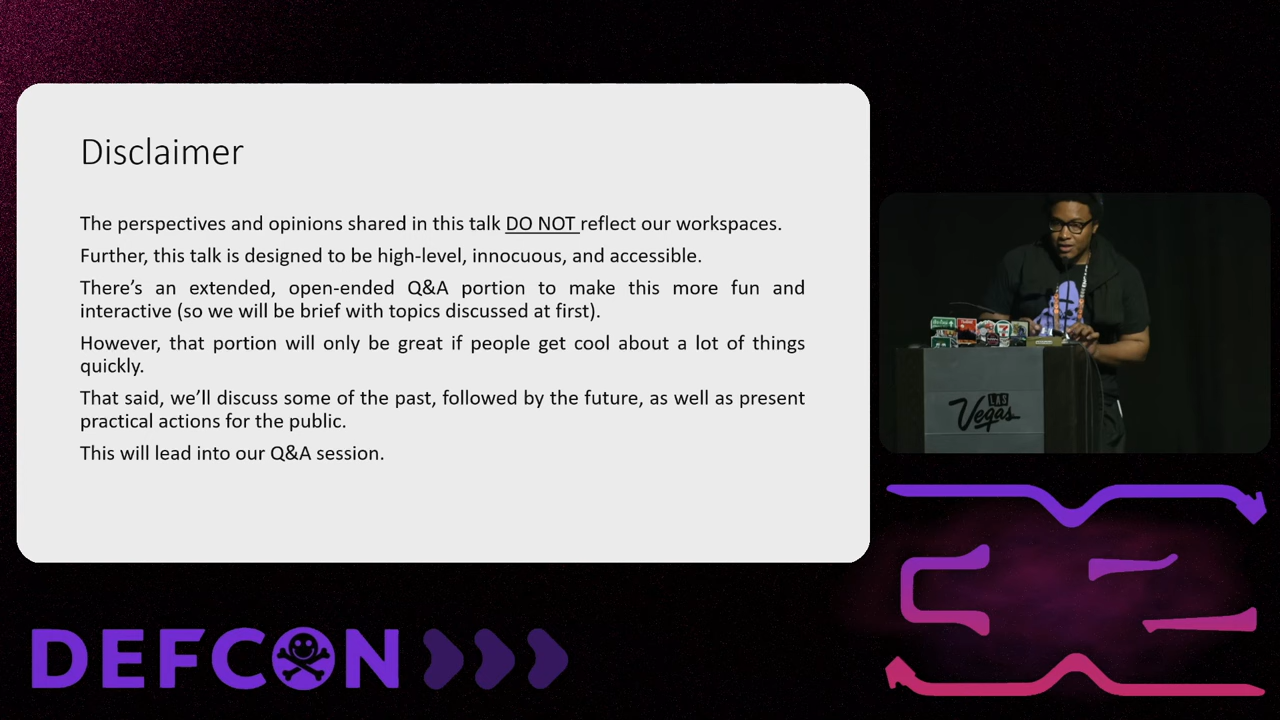 Disclaimer
The perspectives and opinions shared in this talk DO NOT reflect our workspaces.
Further, this talk is designed to be high-level, innocuous, and accessible.
There’s an extended, open-ended Q&A portion to make this more fun and
interactive (so we will be brief with topics discussed at first).
However, that portion will only be great if people get cool about a lot of things
quickly.
That said, we’ll discuss some of the past, followed by the future, as well as present
practical actions for the public.
This will lead into our Q&A session.
LAS
Vegas
DEFCON